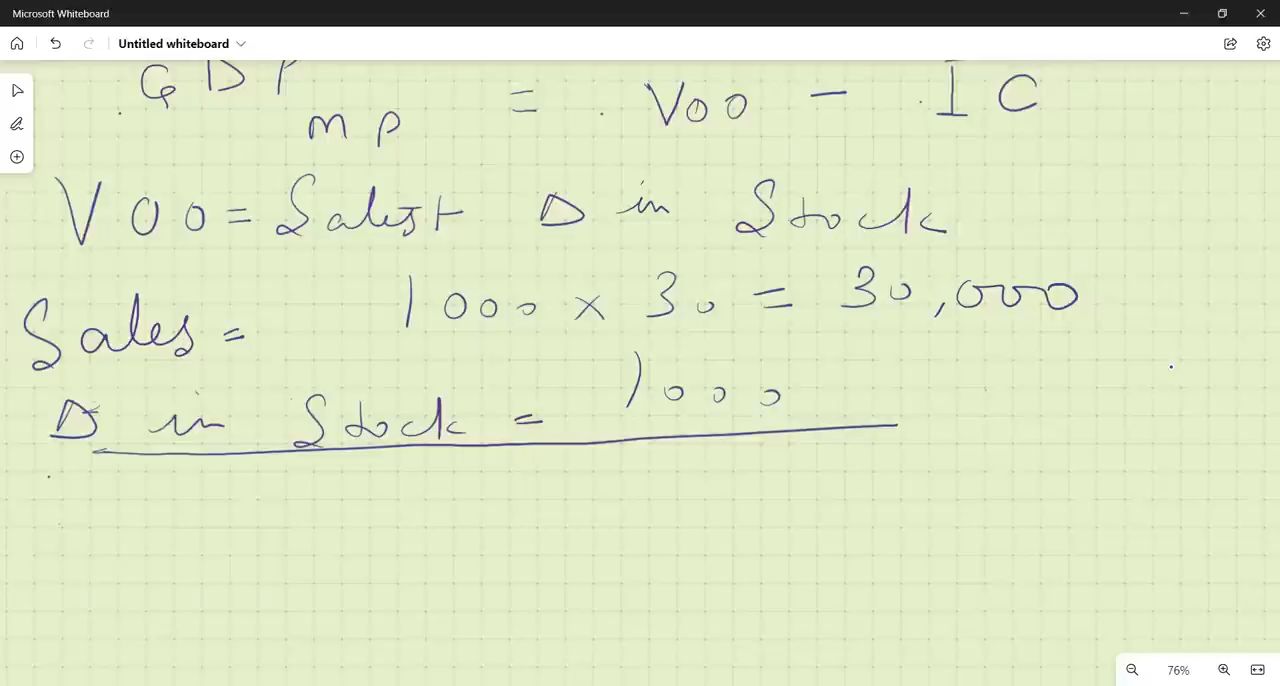 Microsoft Whiteboard
Untitled whiteboard
GDP
MP = VOO - IC
VOO = Sales + Δ in Stock
Sales = 1000 × 30 = 30,000
Δ in Stock = 1000
76%